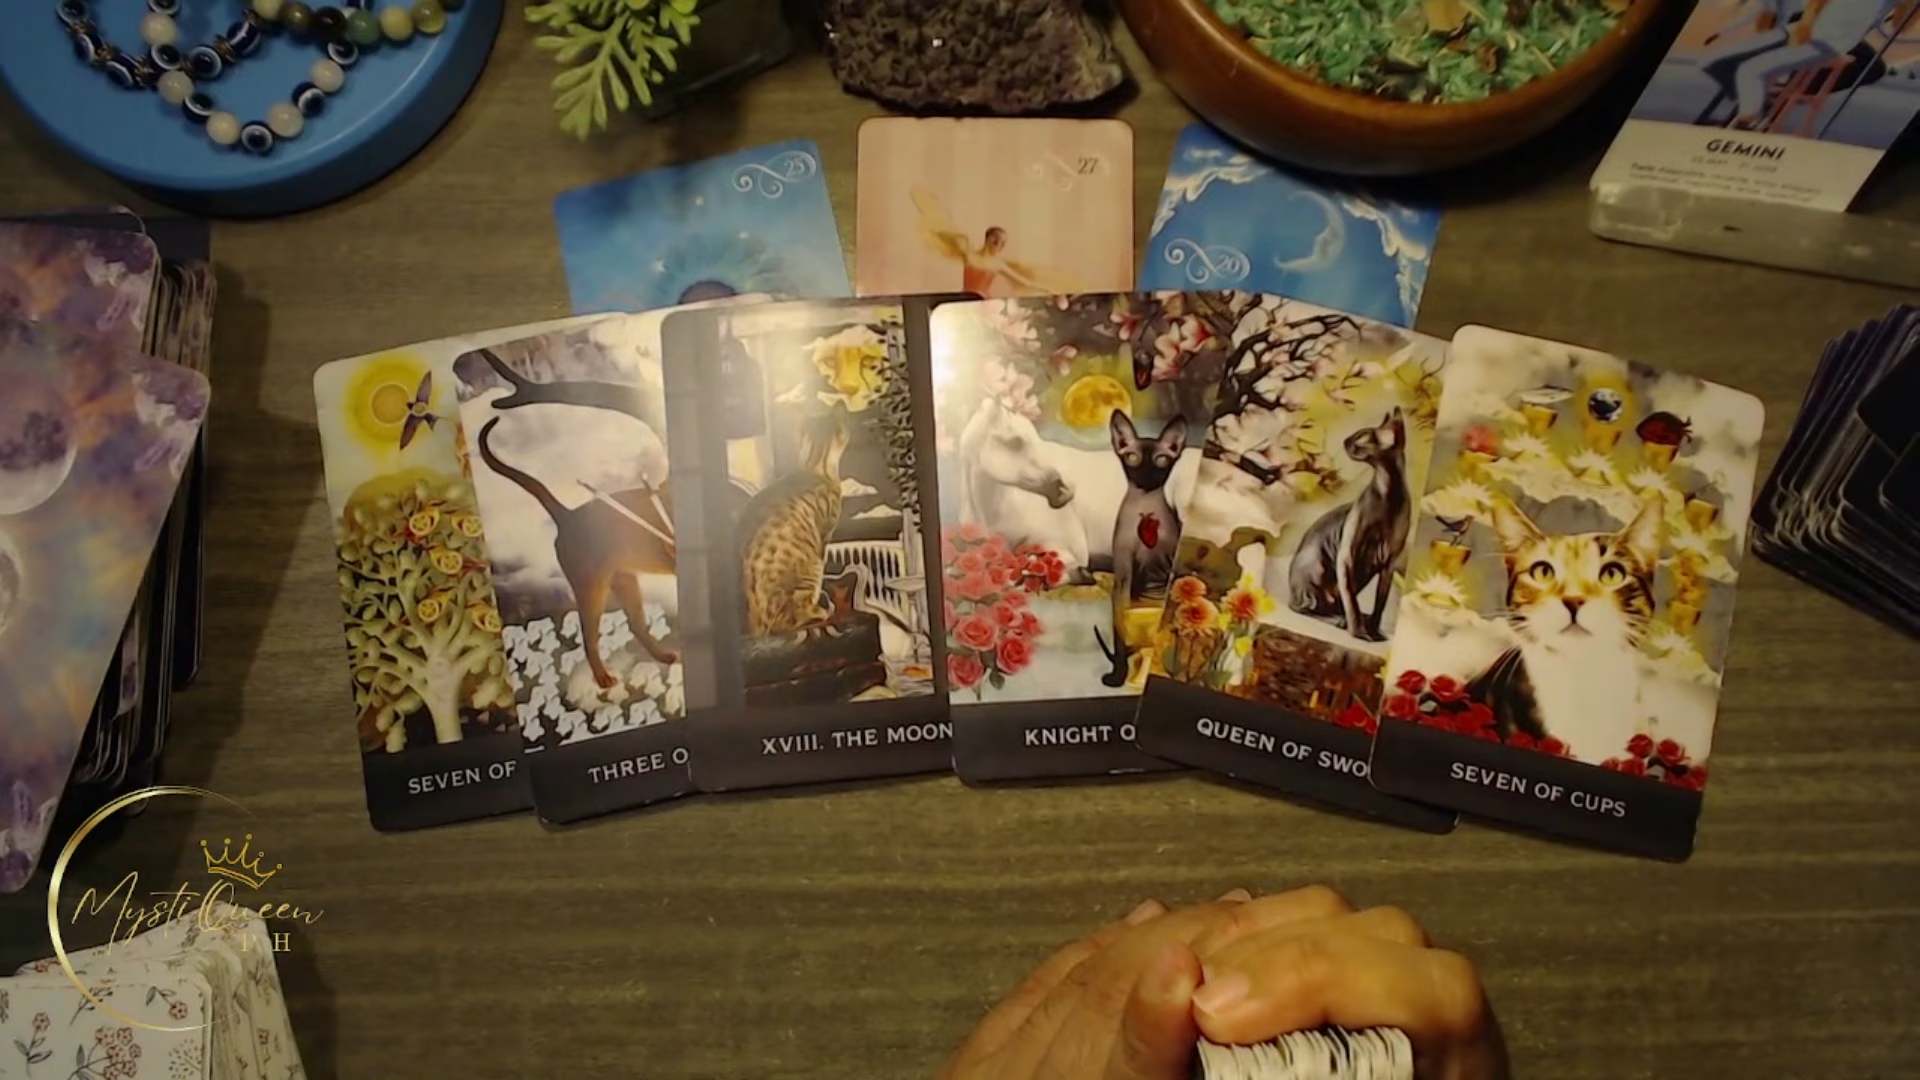 25
27
20
GEMINI
SEVEN OF
THREE O
XVIII. THE MOON
KNIGHT O
QUEEN OF SWO
SEVEN OF CUPS
MystiQueen
PH